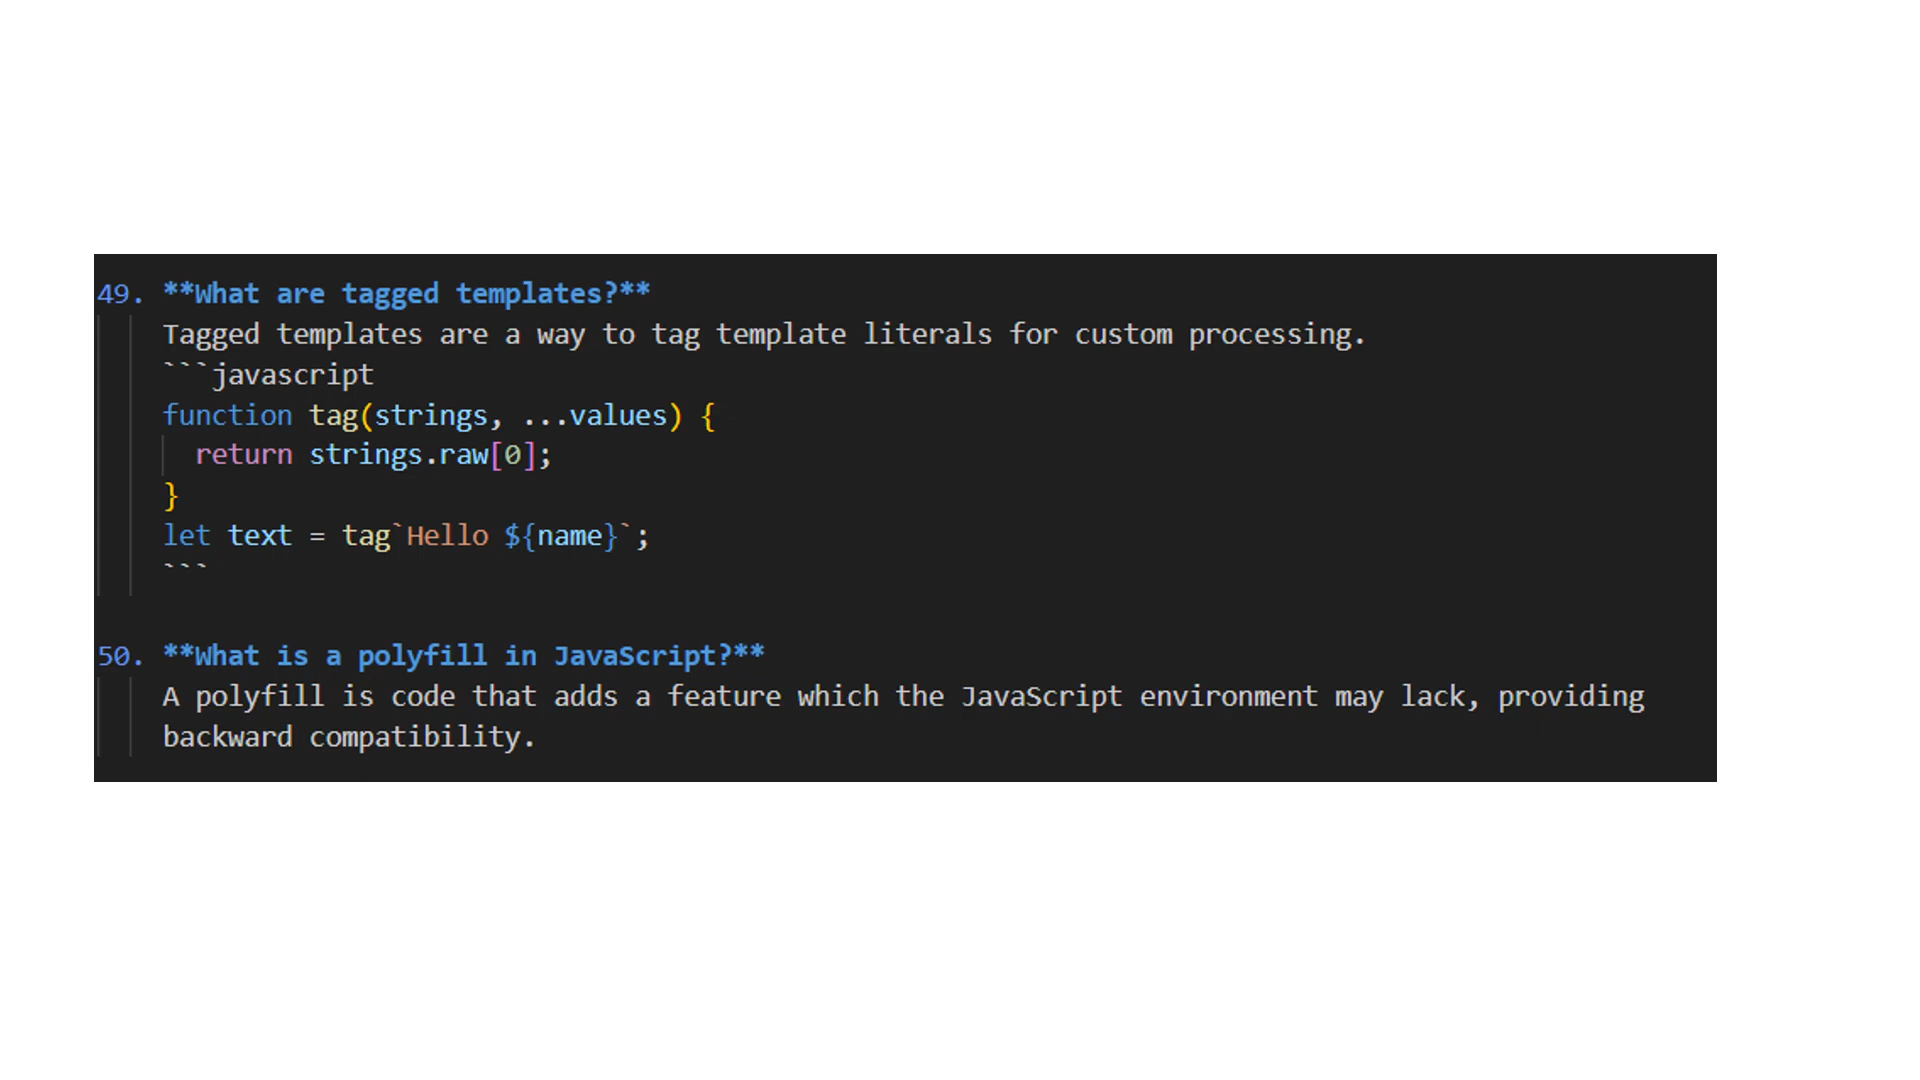 49. **What are tagged templates?**
Tagged templates are a way to tag template literals for custom processing.
```javascript
function tag(strings, ...values) {
return strings.raw[0];
}
let text = tag`Hello ${name}`;
```
50. **What is a polyfill in JavaScript?**
A polyfill is code that adds a feature which the JavaScript environment may lack, providing
backward compatibility.